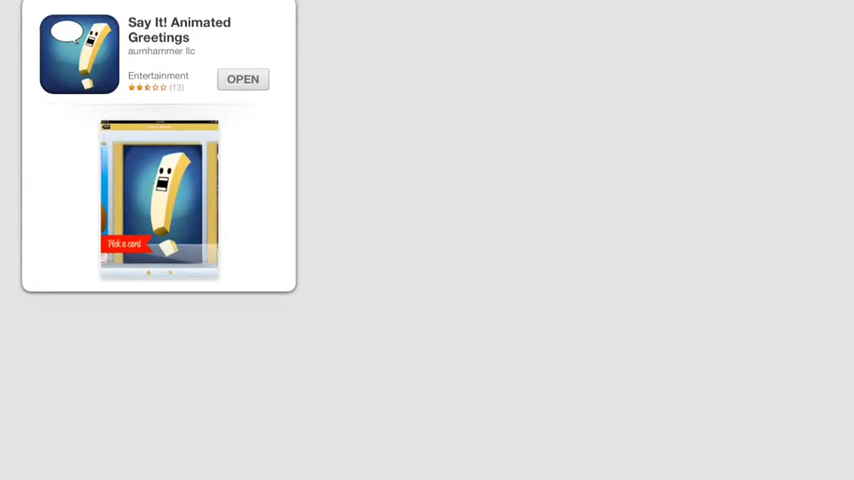 Say It! Animated
Greetings
aurnhammer llc
Entertainment
(13)
OPEN
Pick a card